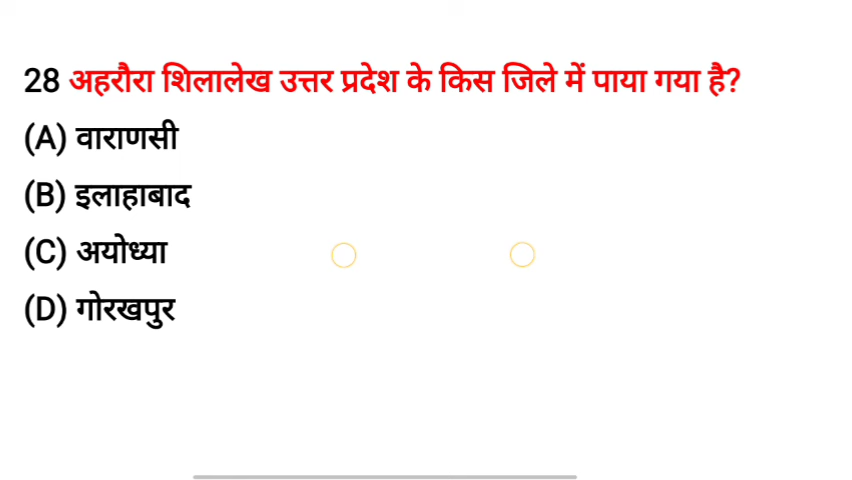 28 अहरौरा शिलालेख उत्तर प्रदेश के किस जिले में पाया गया है?
(A) वाराणसी
(B) इलाहाबाद
(C) अयोध्या
(D) गोरखपुर